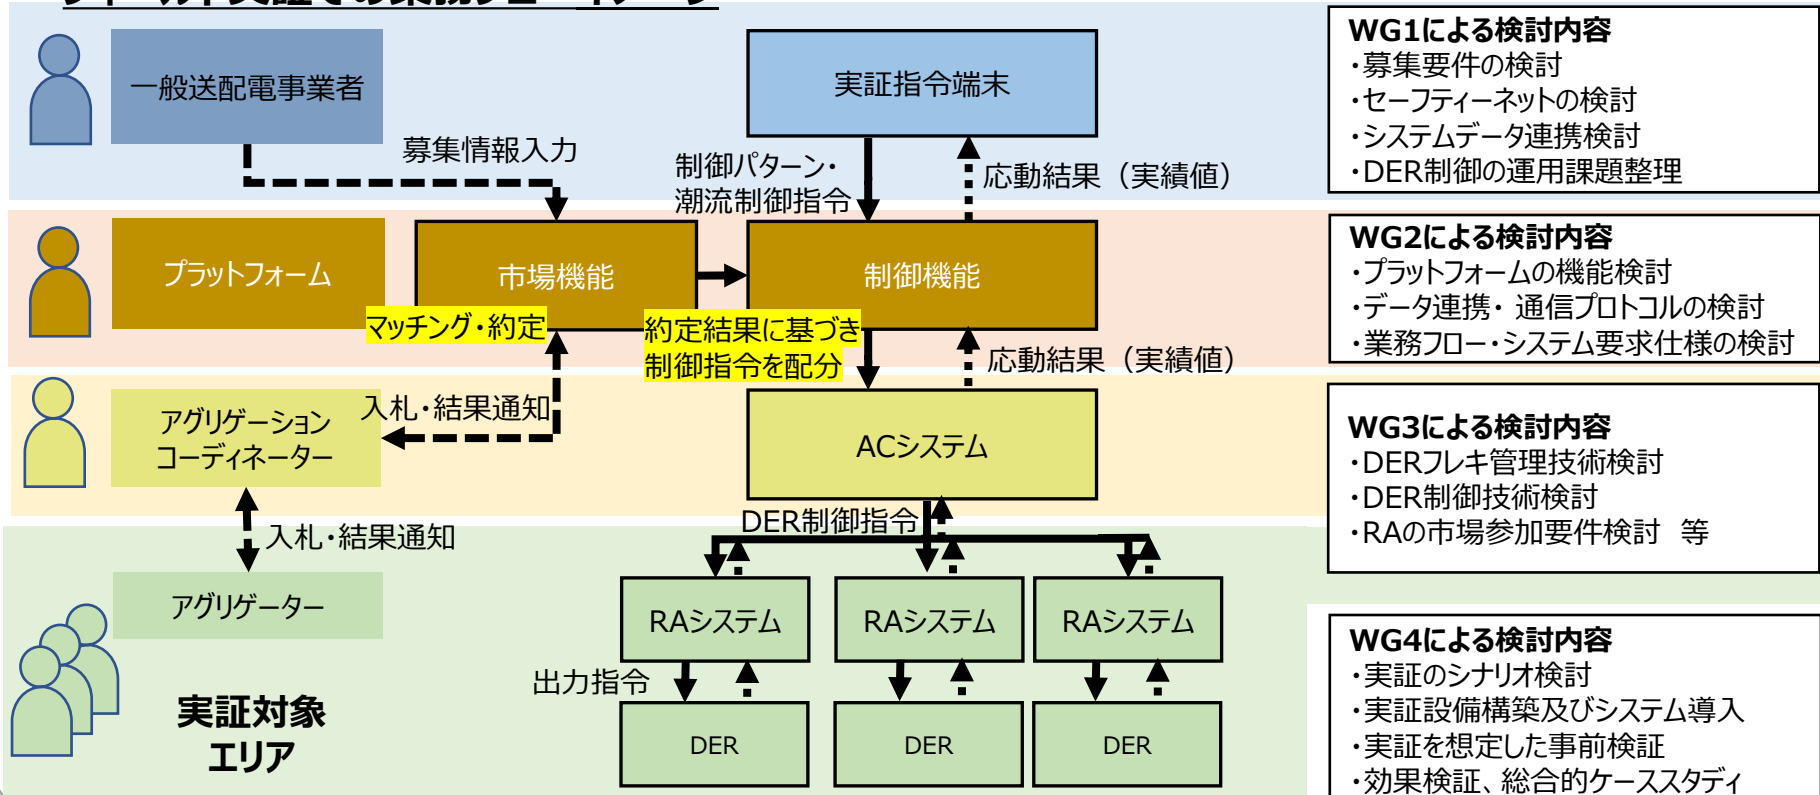 一般送配電事業者
実証指令端末
募集情報入力
制御パターン・
潮流制御指令
応動結果（実績値）
プラットフォーム
市場機能
制御機能
マッチング・約定
約定結果に基づき
制御指令を配分
応動結果（実績値）
アグリゲーション
コーディネーター
入札・結果通知
ACシステム
入札・結果通知
DER制御指令
アグリゲーター
RAシステム
RAシステム
RAシステム
出力指令
実証対象
エリア
DER
DER
DER
WG1による検討内容
・募集要件の検討
・セーフティーネットの検討
・システムデータ連携検討
・DER制御の運用課題整理
WG2による検討内容
・プラットフォームの機能検討
・データ連携・ 通信プロトコルの検討
・業務フロー・システム要求仕様の検討
WG3による検討内容
・DERフレキ管理技術検討
・DER制御技術検討
・RAの市場参加要件検討　等
WG4による検討内容
・実証のシナリオ検討
・実証設備構築及びシステム導入
・実証を想定した事前検証
・効果検証、総合的ケーススタディ